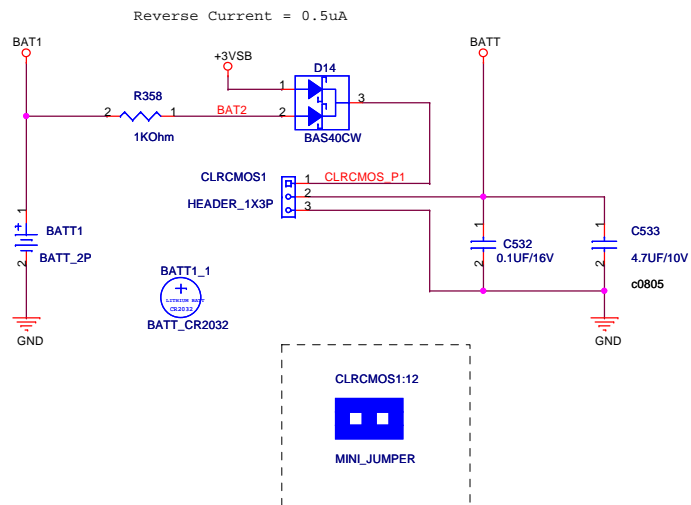 Reverse Current = 0.5uA
BAT1
BATT
+3VSB
D14
R358
1
3
2
1
BAT2
2
1KOhm
BAS40CW
CLRCMOS1
1
CLRCMOS_P1
2
HEADER_1X3P
3
1
+
BATT1
BATT_2P
2
1
C532
0.1UF/16V
2
1
C533
4.7UF/10V
2
c0805
BATT1_1
+
LITHIUM BATT
CR2032
BATT_CR2032
GND
GND
CLRCMOS1:12
MINI_JUMPER